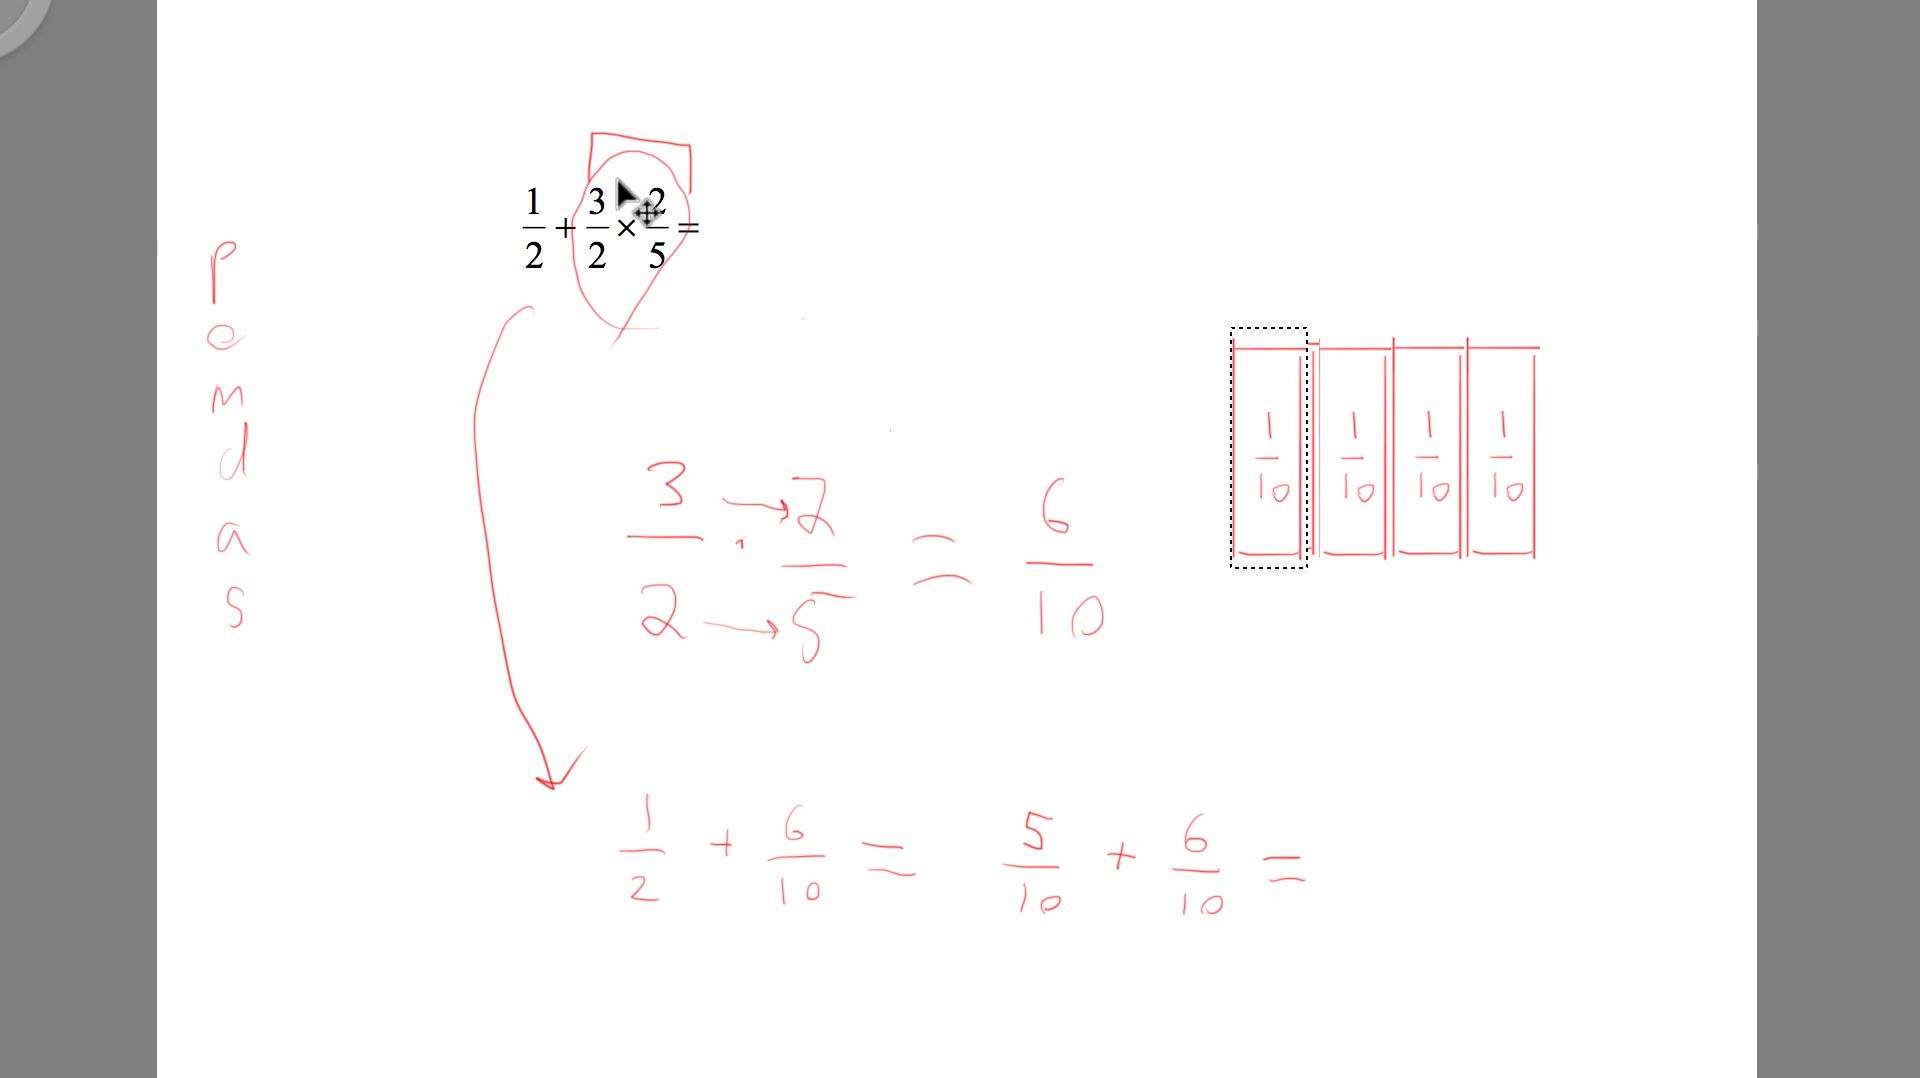 1/2 + 3/2 × 2/5 =
P
e
m
d
a
s
1/10 1/10 1/10 1/10
3/2 · 2/5 = 6/10
1/2 + 6/10 = 5/10 + 6/10 =